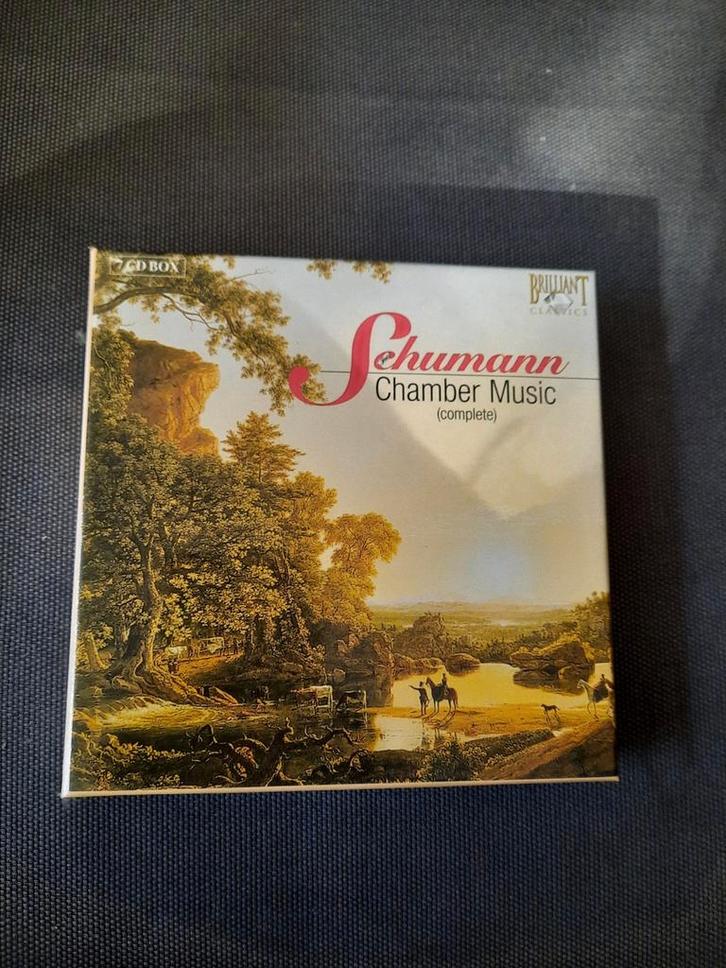 7 CD BOX
BRILLIANT
CLASSICS
Schumann
Chamber Music
(complete)